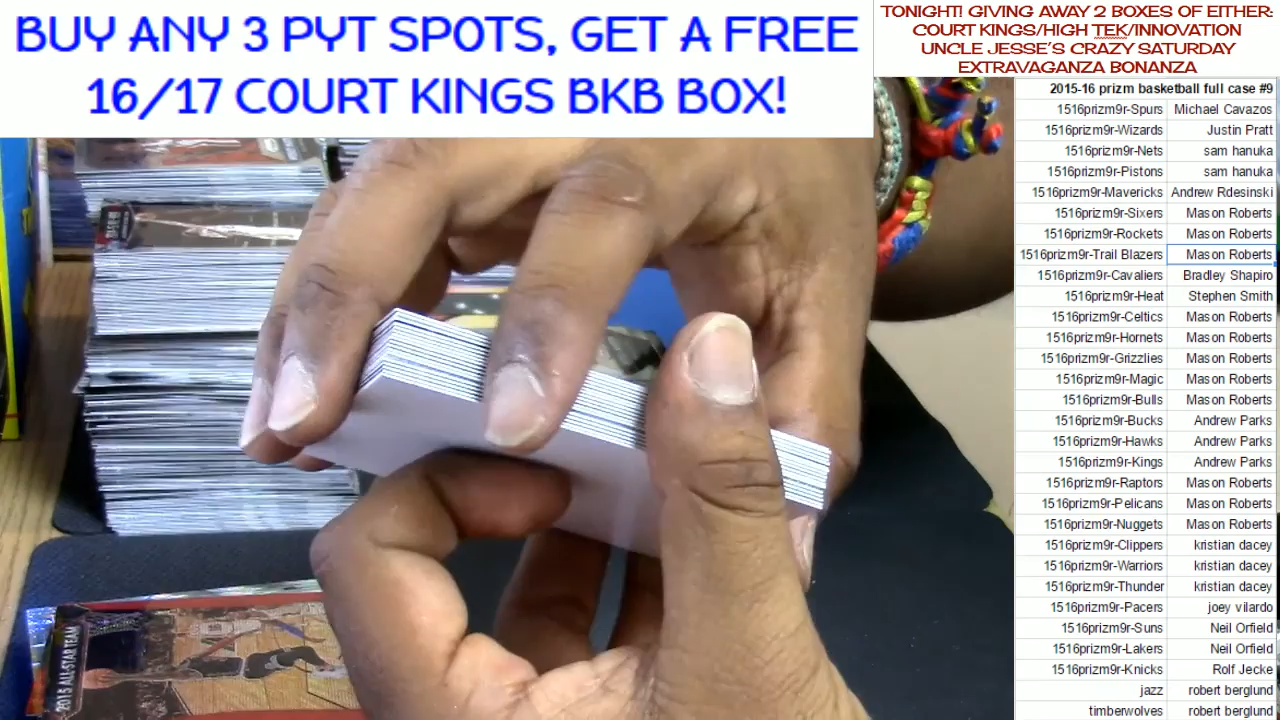 BUY ANY 3 PYT SPOTS, GET A FREE
16/17 COURT KINGS BKB BOX!
TONIGHT! GIVING AWAY 2 BOXES OF EITHER:
COURT KINGS/HIGH TEK/INNOVATION
UNCLE JESSE'S CRAZY SATURDAY
EXTRAVAGANZA BONANZA
2015-16 prizm basketball full case #9
1516prizm9r-Spurs Michael Cavazos
1516prizm9r-Wizards Justin Pratt
1516prizm9r-Nets sam hanuka
1516prizm9r-Pistons sam hanuka
1516prizm9r-Mavericks Andrew Rdesinski
1516prizm9r-Sixers Mason Roberts
1516prizm9r-Rockets Mason Roberts
1516prizm9r-Trail Blazers Mason Roberts
1516prizm9r-Cavaliers Bradley Shapiro
1516prizm9r-Heat Stephen Smith
1516prizm9r-Celtics Mason Roberts
1516prizm9r-Hornets Mason Roberts
1516prizm9r-Grizzlies Mason Roberts
1516prizm9r-Magic Mason Roberts
1516prizm9r-Bulls Mason Roberts
1516prizm9r-Bucks Andrew Parks
1516prizm9r-Hawks Andrew Parks
1516prizm9r-Kings Andrew Parks
1516prizm9r-Raptors Mason Roberts
1516prizm9r-Pelicans Mason Roberts
1516prizm9r-Nuggets Mason Roberts
1516prizm9r-Clippers kristian dacey
1516prizm9r-Warriors kristian dacey
1516prizm9r-Thunder kristian dacey
1516prizm9r-Pacers joey vilardo
1516prizm9r-Suns Neil Orfield
1516prizm9r-Lakers Neil Orfield
1516prizm9r-Knicks Rolf Jecke
jazz robert berglund
timberwolves robert berglund
2015 ALL-STAR TEAM